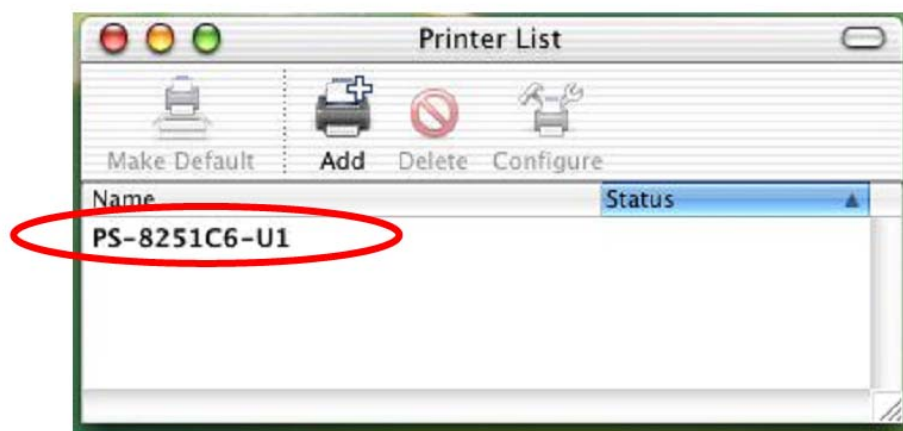 Printer List
Make Default Add Delete Configure
Name Status
PS-8251C6-U1